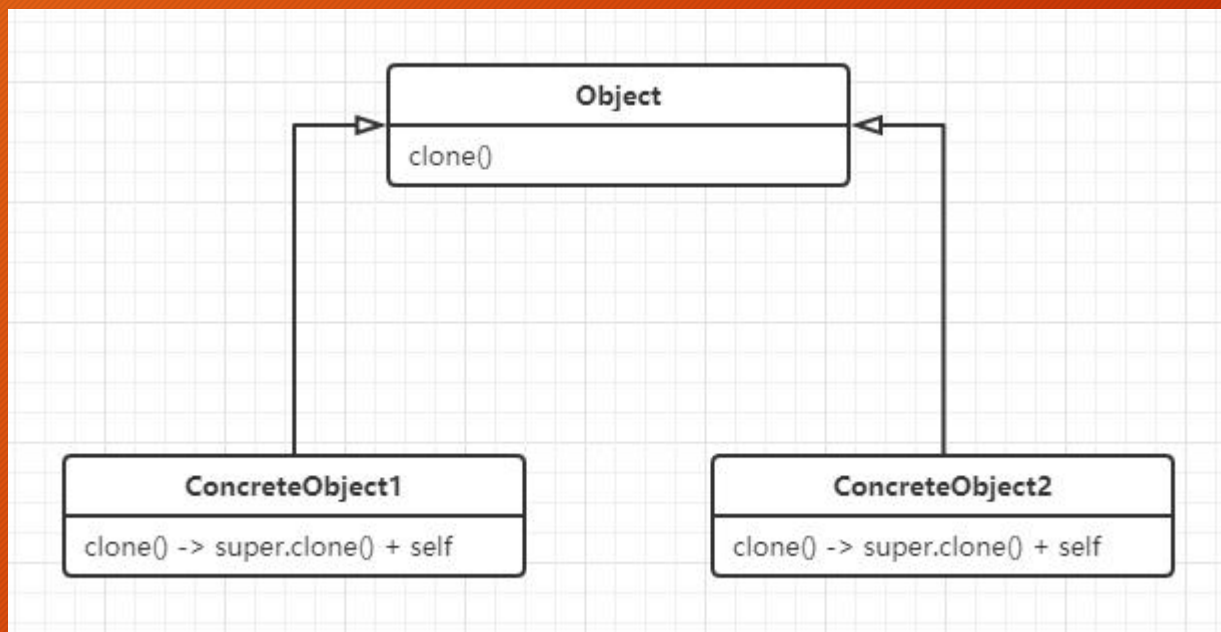 Object
clone()
ConcreteObject1
clone() -> super.clone() + self
ConcreteObject2
clone() -> super.clone() + self